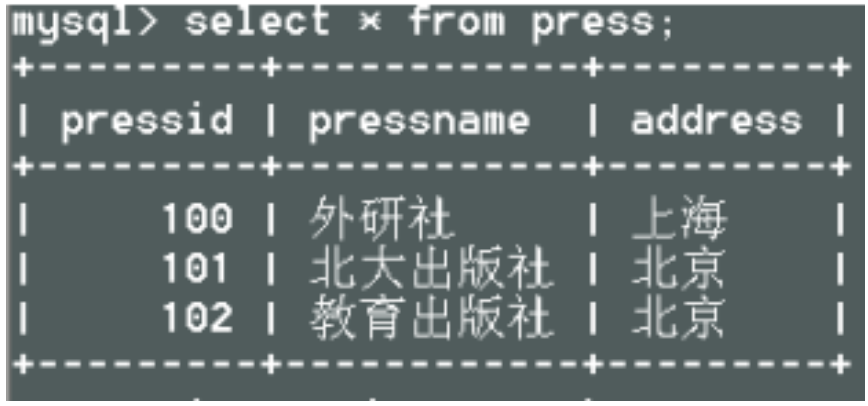 mysql> select * from press;
+---------+------------+---------+
| pressid | pressname | address |
+---------+------------+---------+
| 100 | 外研社 | 上海 |
| 101 | 北大出版社 | 北京 |
| 102 | 教育出版社 | 北京 |
+---------+------------+---------+